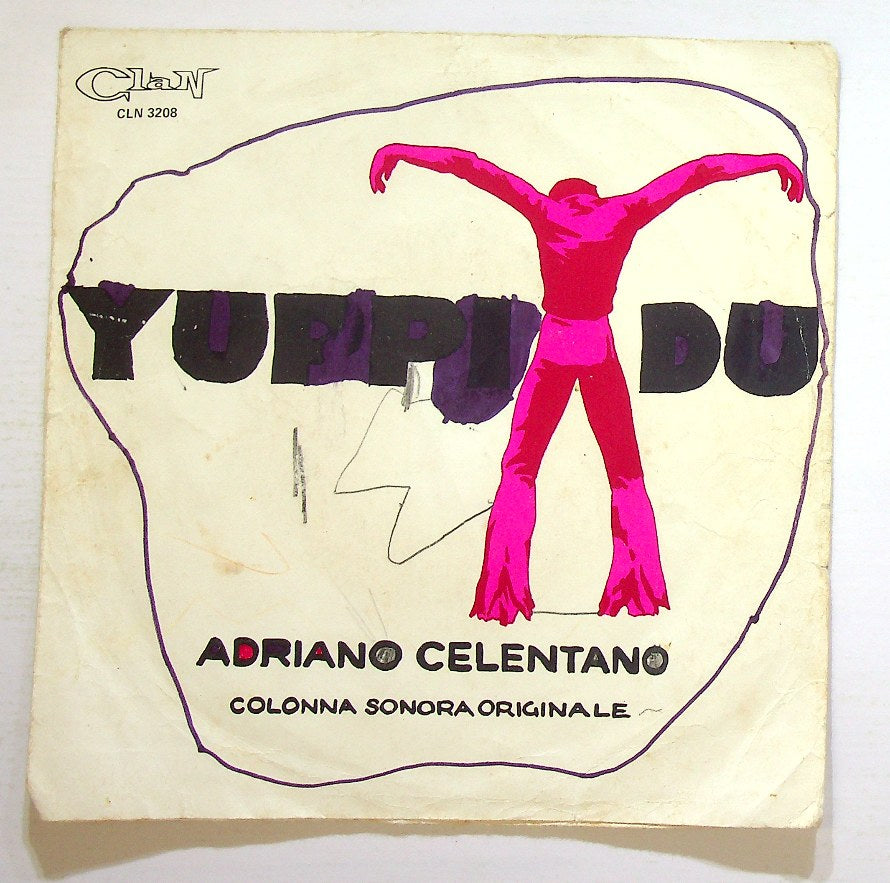 Clan
CLN 3208
YUPPI DU
ADRIANO CELENTANO
COLONNA SONORA ORIGINALE